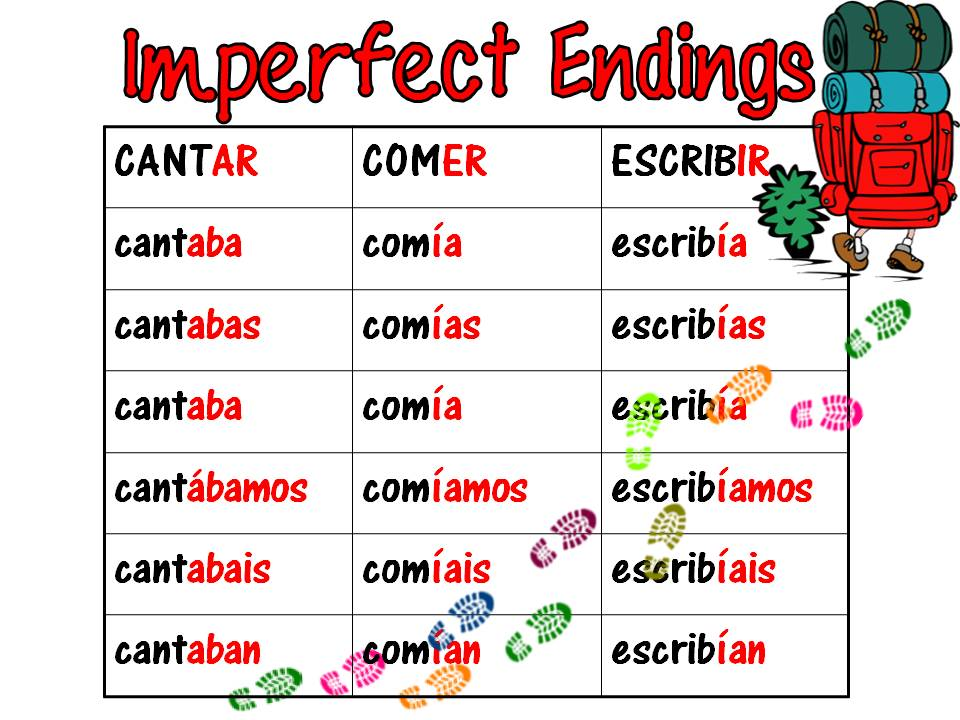 Imperfect Endings
CANTAR COMER ESCRIBIR
cantaba comía escribía
cantabas comías escribías
cantaba comía escribía
cantábamos comíamos escribíamos
cantabais comíais escribíais
cantaban comían escribían